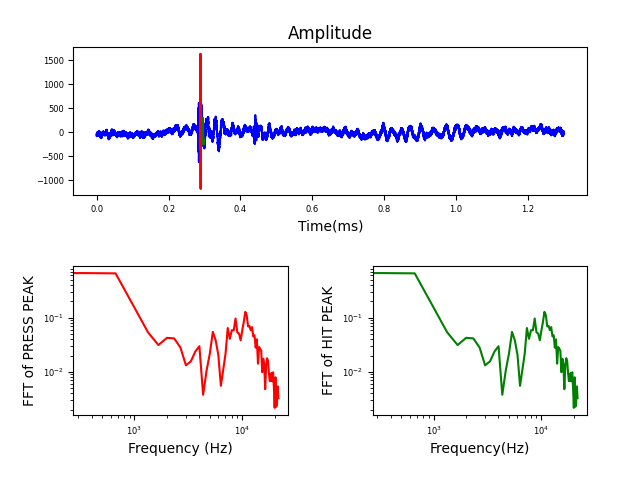 Amplitude
1500
1000
500
0
−500
−1000
0.0 0.2 0.4 0.6 0.8 1.0 1.2
Time(ms)
FFT of PRESS PEAK
10⁻¹
10⁻²
10³ 10⁴
Frequency (Hz)
FFT of HIT PEAK
10⁻¹
10⁻²
10³ 10⁴
Frequency(Hz)